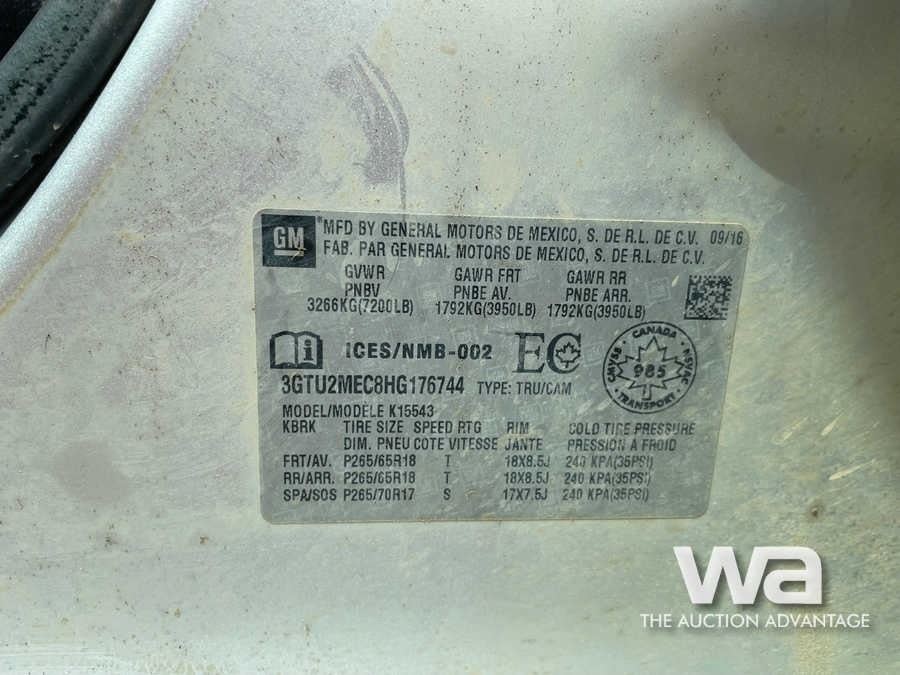 GM
*MFD BY GENERAL MOTORS DE MEXICO, S. DE R.L. DE C.V. 09/16
FAB. PAR GENERAL MOTORS DE MEXICO, S. DE R.L. DE C.V.
GVWR GAWR FRT GAWR RR
PNBV PNBE AV. PNBE ARR.
3266KG(7200LB) 1792KG(3950LB) 1792KG(3950LB)
i ICES/NMB-002 EC
CANADA CMVSS 985 NSVAC TRANSPORT
3GTU2MEC8HG176744 TYPE: TRU/CAM
MODEL/MODÈLE K15543
KBRK TIRE SIZE SPEED RTG RIM COLD TIRE PRESSURE
DIM. PNEU COTE VITESSE JANTE PRESSION A FROID
FRT/AV. P265/65R18 T 18X8.5J 240 KPA(35PSI)
RR/ARR. P265/65R18 T 18X8.5J 240 KPA(35PSI)
SPA/SOS P265/70R17 S 17X7.5J 240 KPA(35PSI)
wa
THE AUCTION ADVANTAGE